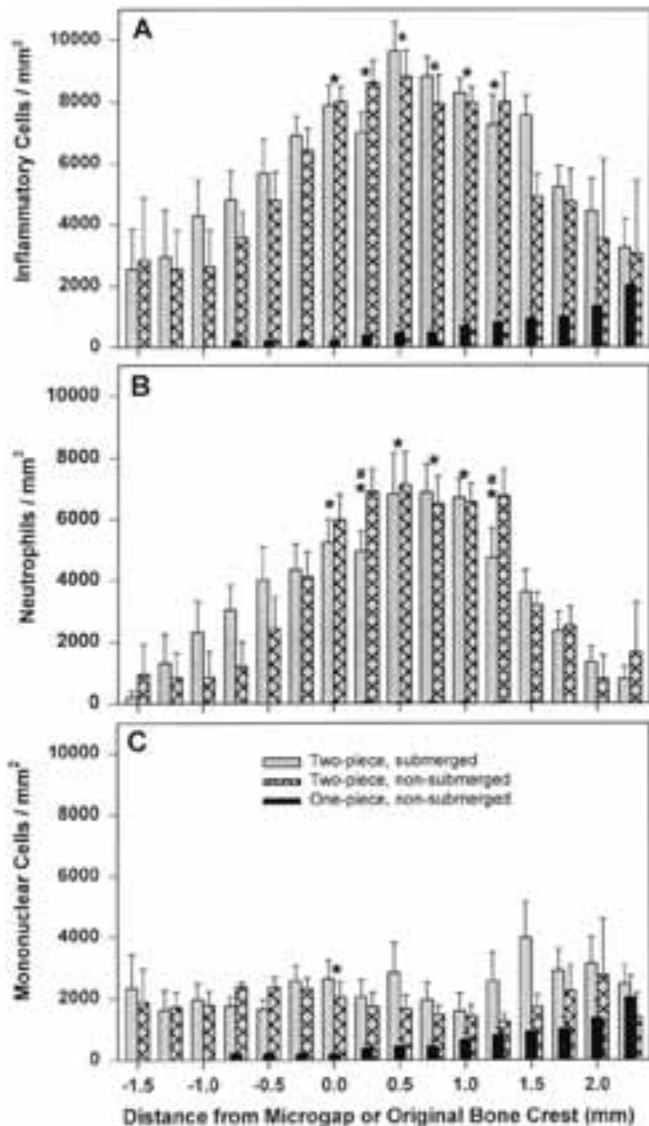 A
Inflammatory Cells / mm²
10000
8000
6000
4000
2000
0
* * * * * *
B
Neutrophils / mm²
10000
8000
6000
4000
2000
0
* # * * * * # *
C
Mononuclear Cells / mm²
10000
8000
6000
4000
2000
0
Two-piece, submerged
Two-piece, non-submerged
One-piece, non-submerged
*
-1.5 -1.0 -0.5 0.0 0.5 1.0 1.5 2.0
Distance from Microgap or Original Bone Crest (mm)